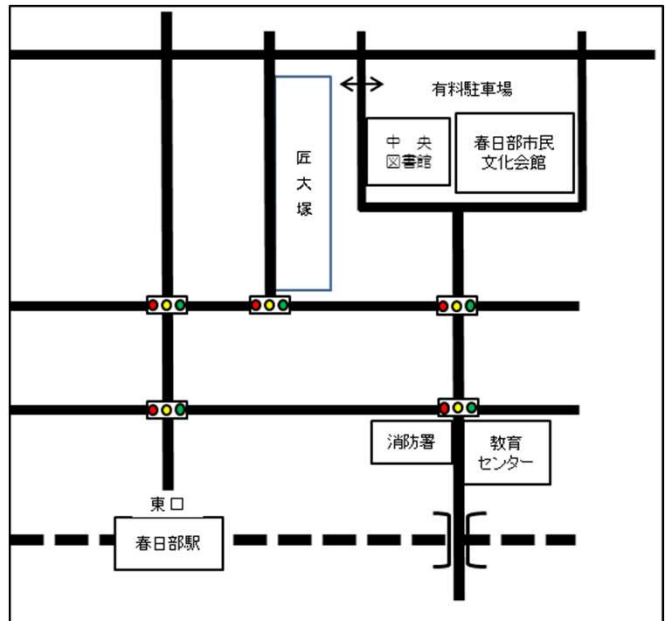 有料駐車場
中 央
図書館
春日部市民
文化会館
匠
大
塚
消防署
教育
センター
東口
春日部駅